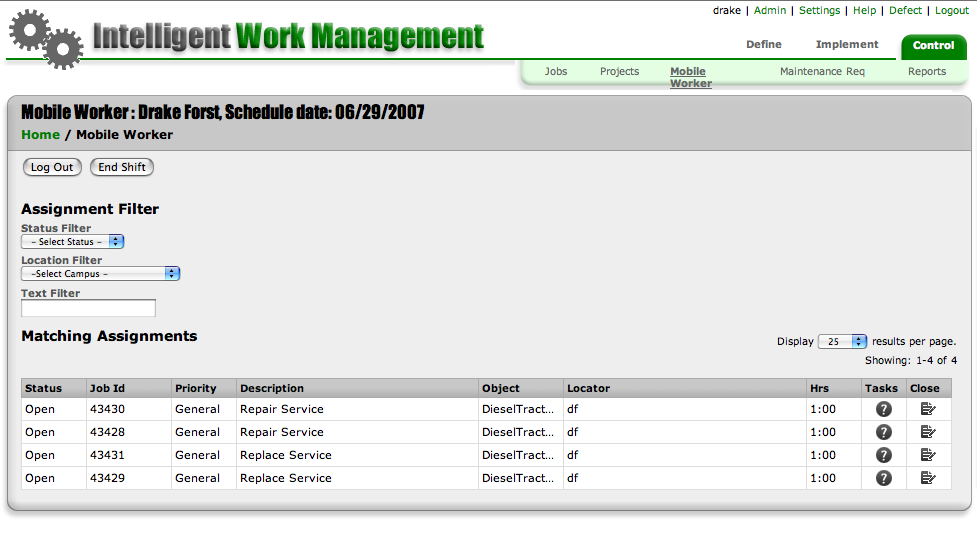 drake | Admin | Settings | Help | Defect | Logout
Intelligent Work Management
Define Implement Control
Jobs Projects Mobile Worker Maintenance Req Reports
Mobile Worker : Drake Forst, Schedule date: 06/29/2007
Home / Mobile Worker
Log Out End Shift
Assignment Filter
Status Filter
- Select Status -
Location Filter
-Select Campus -
Text Filter
Matching Assignments
Display 25 results per page.
Showing: 1-4 of 4
Status Job Id Priority Description Object Locator Hrs Tasks Close
Open 43430 General Repair Service DieselTract... df 1:00 ?
Open 43428 General Repair Service DieselTract... df 1:00 ?
Open 43431 General Replace Service DieselTract... df 1:00 ?
Open 43429 General Replace Service DieselTract... df 1:00 ?